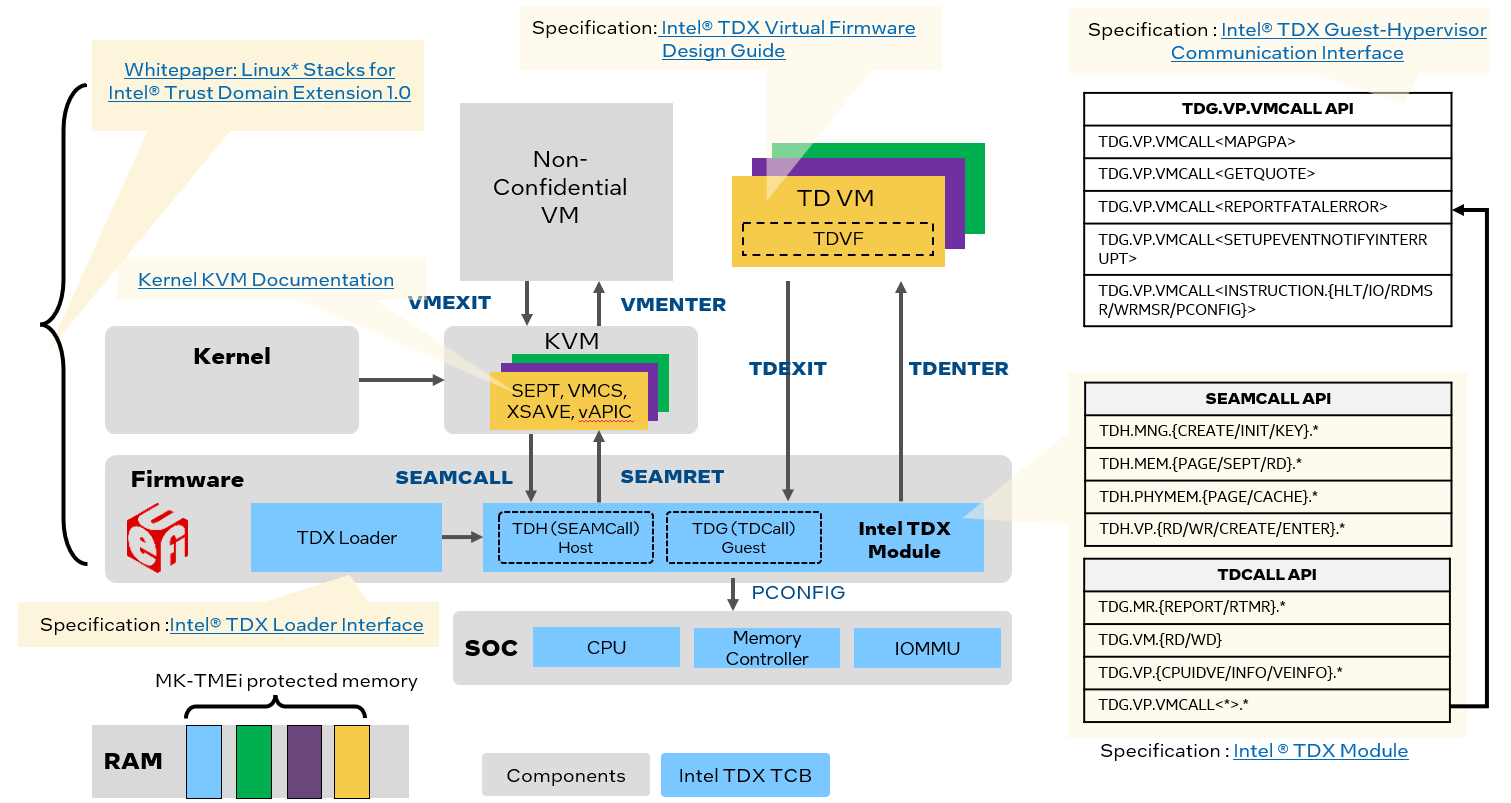 Specification: Intel® TDX Virtual Firmware
Design Guide
Specification : Intel® TDX Guest-Hypervisor
Communication Interface
Whitepaper: Linux* Stacks for
Intel® Trust Domain Extension 1.0
TDG.VP.VMCALL API
TDG.VP.VMCALL<MAPGPA>
TDG.VP.VMCALL<GETQUOTE>
TDG.VP.VMCALL<REPORTFATALERROR>
TDG.VP.VMCALL<SETUPEVENTNOTIFYINTERR
UPT>
TDG.VP.VMCALL<INSTRUCTION.{HLT/IO/RDMS
R/WRMSR/PCONFIG}>
Non-
Confidential
VM
TD VM
TDVF
Kernel KVM Documentation
VMEXIT
VMENTER
Kernel
KVM
SEPT, VMCS,
XSAVE, vAPIC
TDEXIT
TDENTER
SEAMCALL API
TDH.MNG.{CREATE/INIT/KEY}.*
TDH.MEM.{PAGE/SEPT/RD}.*
TDH.PHYMEM.{PAGE/CACHE}.*
TDH.VP.{RD/WR/CREATE/ENTER}.*
Firmware
SEAMCALL
SEAMRET
UEFI
TDX Loader
TDH (SEAMCall)
Host
TDG (TDCall)
Guest
Intel TDX
Module
TDCALL API
TDG.MR.{REPORT/RTMR}.*
TDG.VM.{RD/WD}
TDG.VP.{CPUIDVE/INFO/VEINFO}.*
TDG.VP.VMCALL<*>.*
Specification : Intel ® TDX Module
PCONFIG
Specification :Intel® TDX Loader Interface
SOC
CPU
Memory
Controller
IOMMU
MK-TMEi protected memory
RAM
Components
Intel TDX TCB